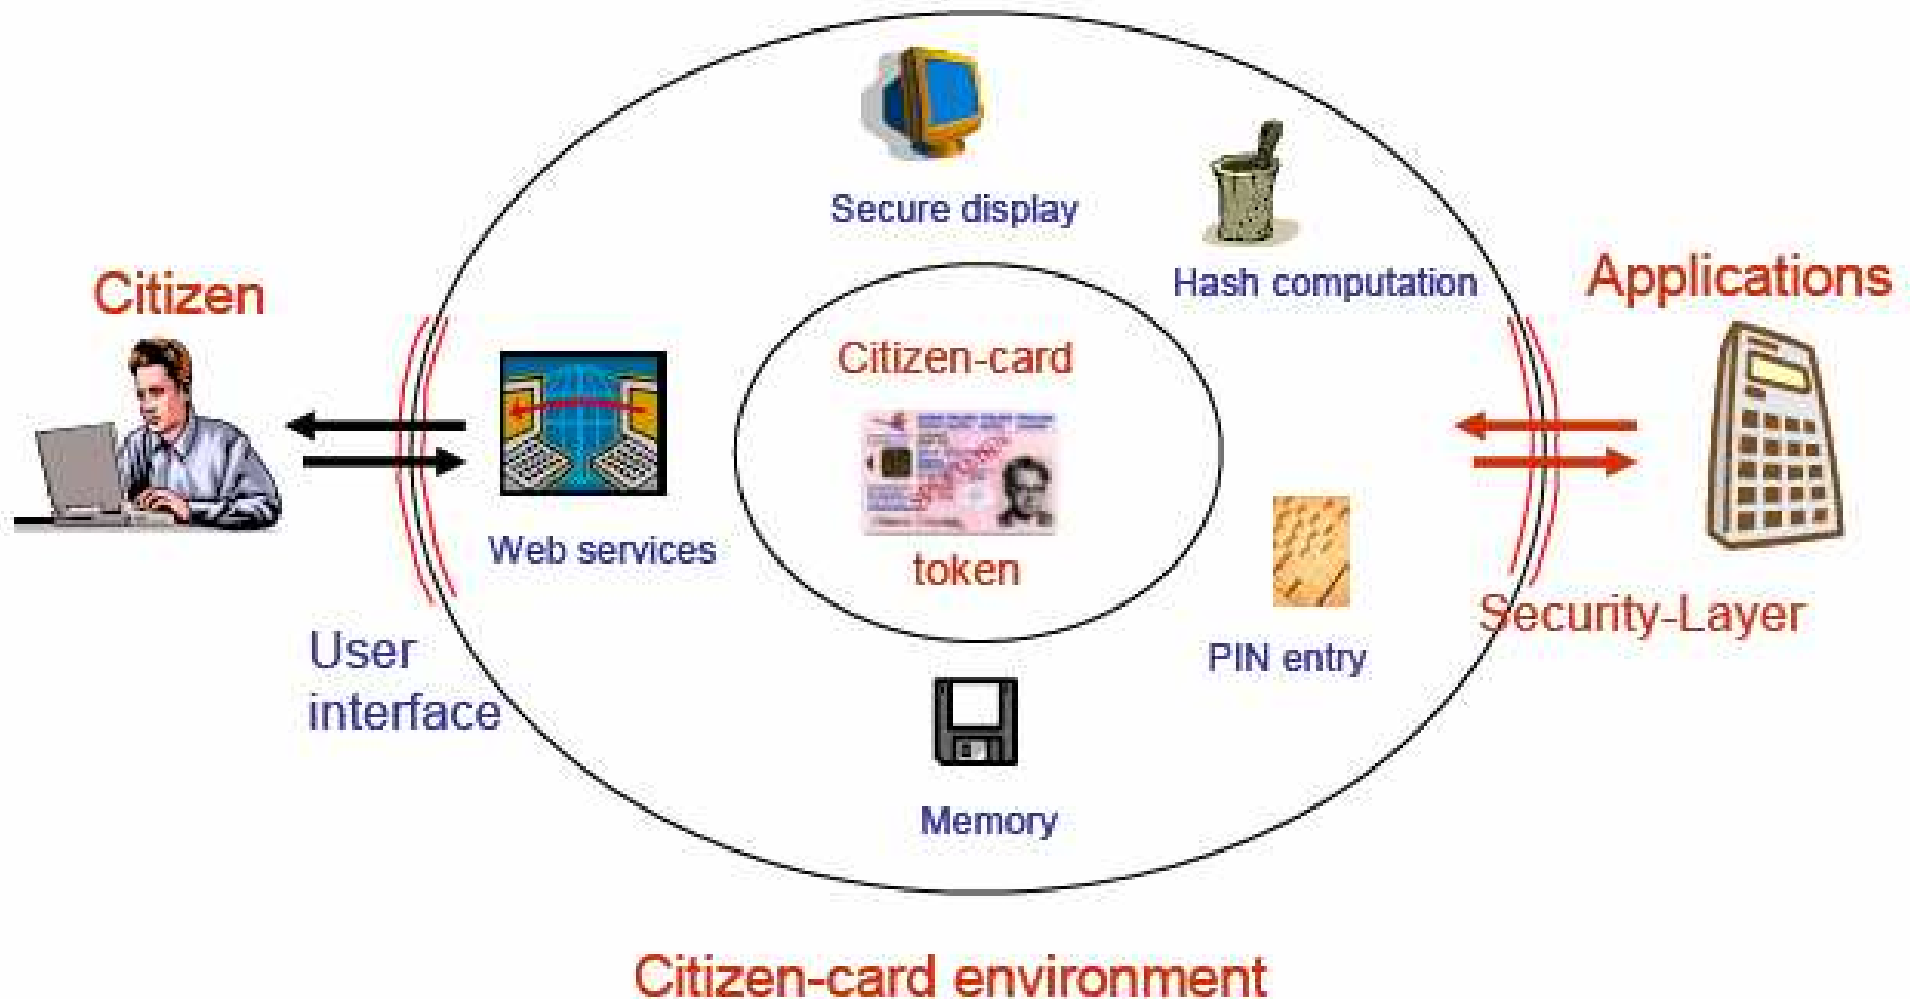 Secure display
Hash computation
Citizen
Applications
Citizen-card
token
Web services
Security-Layer
User
interface
PIN entry
Memory
Citizen-card environment